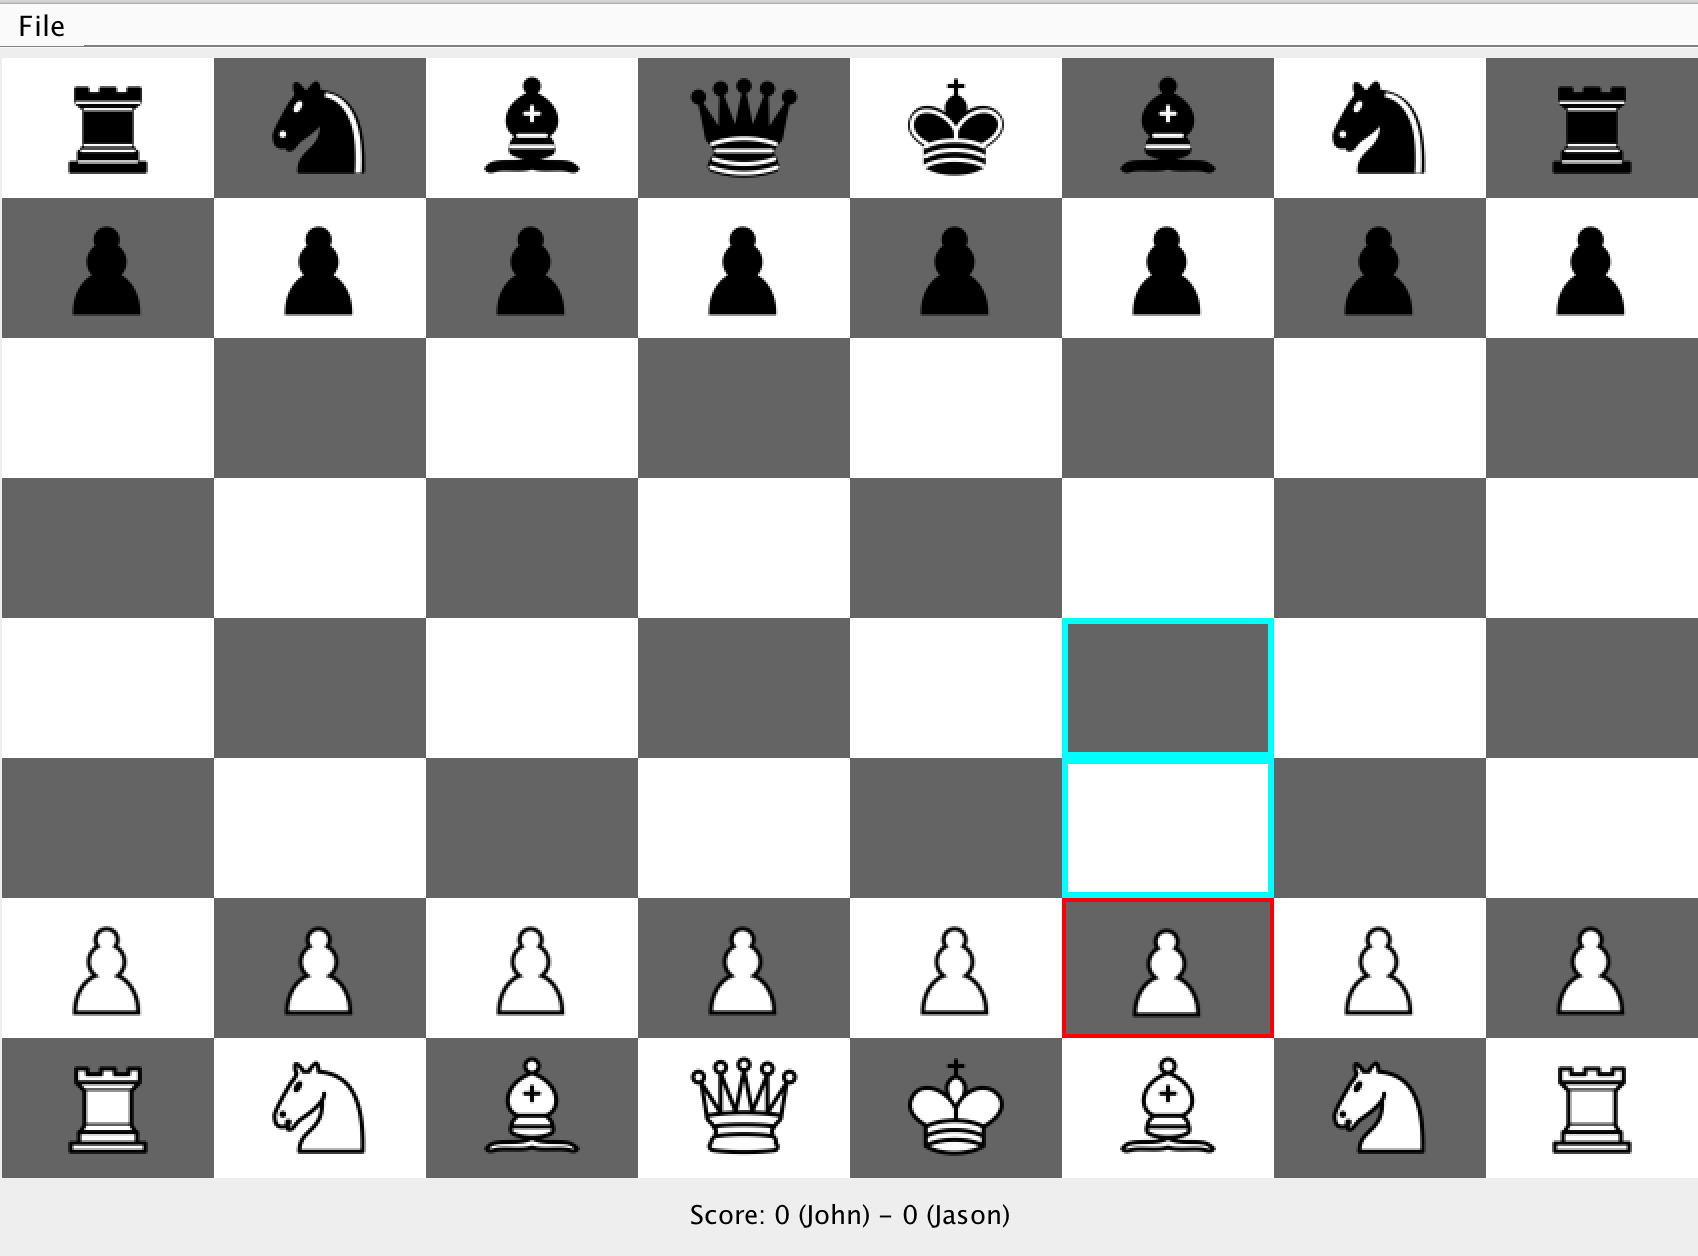 File
Score: 0 (John) – 0 (Jason)